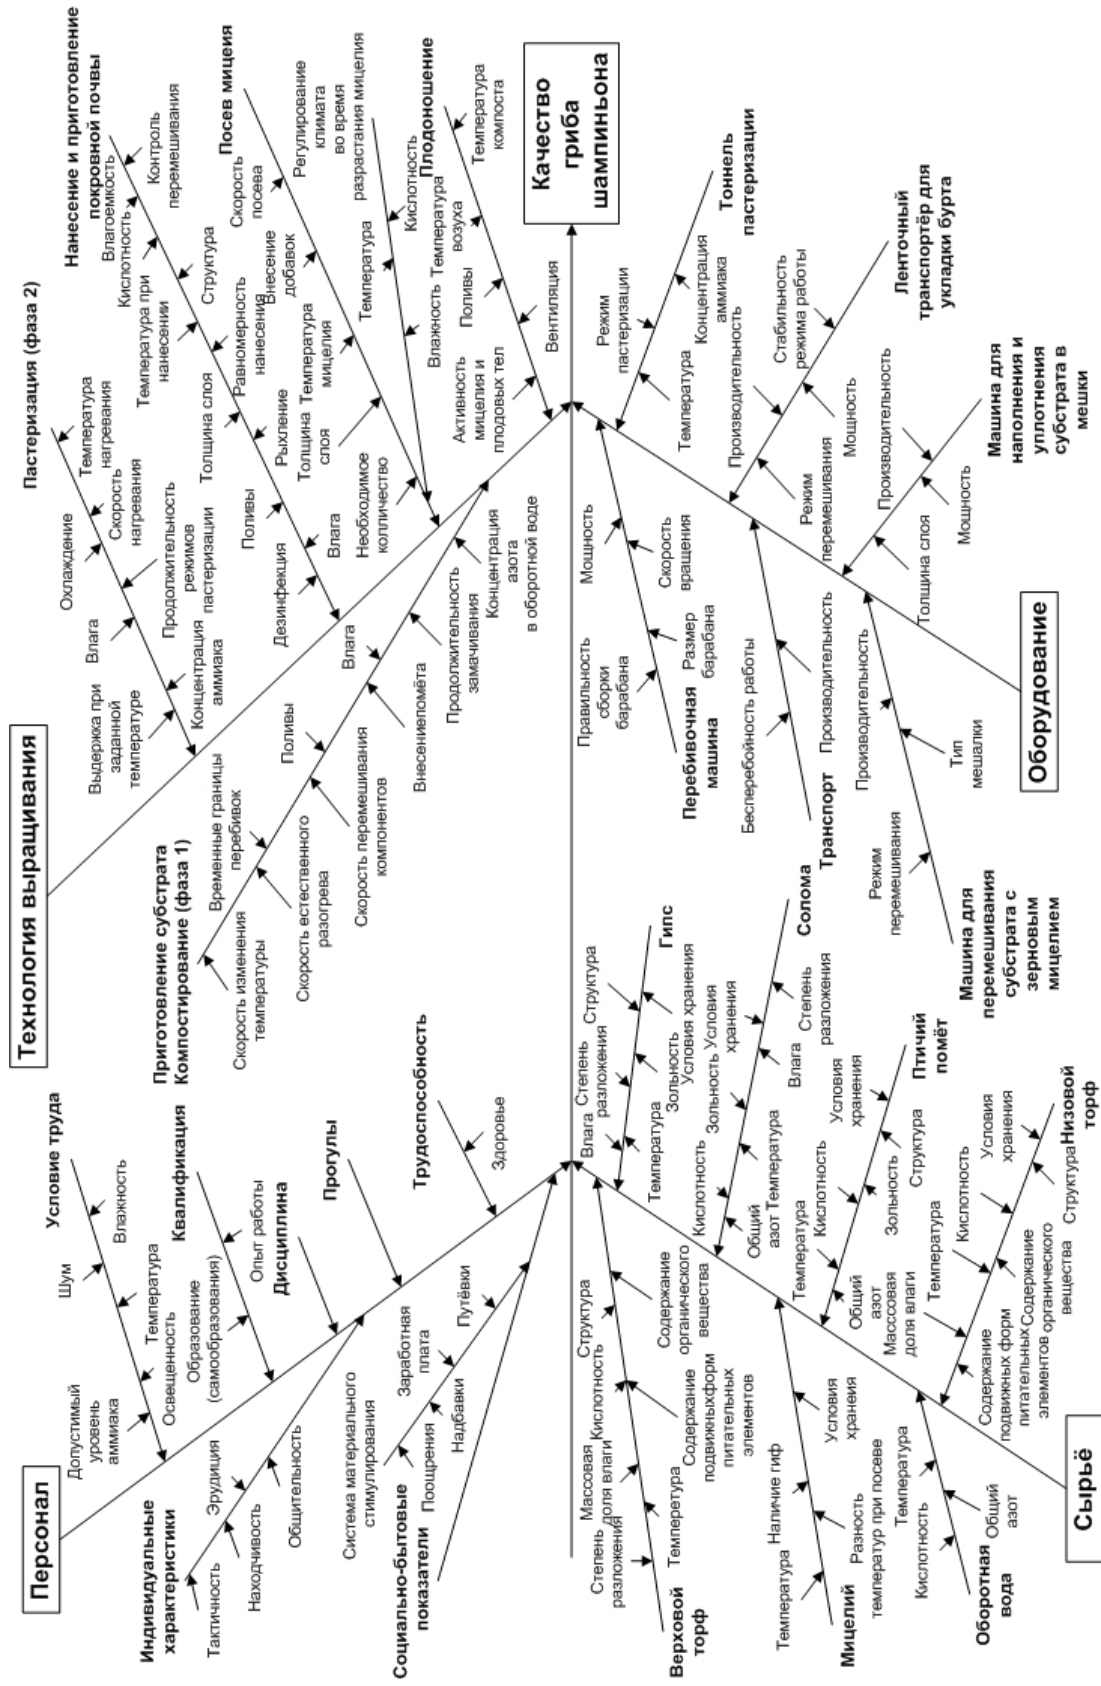 Технология выращивания
Пастеризация (фаза 2)
Температура
нагревания
Скорость
нагревания
Охлаждение
Продолжительность
режимов
пастеризации
Влага
Концентрация
аммиака
Выдержка при
заданной
температуре
Нанесение и приготовление
покровной почвы
Контроль
перемешивания
Влагоемкость
Кислотность
Структура
Температура при
нанесении
Равномерность
нанесения
Толщина слоя
Рыхление
Поливы
Влага
Дезинфекция
Посев мицеия
Скорость
посева
Внесение
добавок
Температура
мицелия
Толщина
слоя
Необходимое
колличество
Регулирование
климата
во время
разрастания мицелия
Кислотность
Температура
Влажность
Плодоношение
Температура
компоста
Температура
возуха
Поливы
Вентиляция
Активность
мицелия и
плодовых тел
Приготовление субстрата
Компостирование (фаза 1)
Скорость изменения
температуры
Временные границы
перебивок
Скорость естественного
разогрева
Поливы
Скорость перемешивания
компонентов
Влага
Внесениепомёта
Продолжительность
замачивания
Концентрация
азота
в оборотной воде
Качество
гриба
шампиньона
Персонал
Условие труда
Влажность
Шум
Температура
Освещенность
Допустимый
уровень
аммиака
Квалификация
Опыт работы
Образование
(самообразования)
Дисциплина
Прогулы
Трудоспособность
Здоровье
Индивидуальные
характеристики
Тактичность
Эрудиция
Находчивость
Общительность
Система материального
стимулирования
Заработная
плата
Путёвки
Надбавки
Поощрения
Социально-бытовые
показатели
Оборудование
Тоннель
пастеризации
Режим
пастеризации
Концентрация
аммиака
Температура
Ленточный
транспортёр для
укладки бурта
Стабильность
режима работы
Производительность
Мощность
Режим
перемешивания
Машина для
наполнения и
уплотнения
субстрата в
мешки
Производительность
Мощность
Толщина слоя
Перебивочная
машина
Мощность
Скорость
вращения
Размер
барабана
Правильность
сборки
барабана
Транспорт
Производительность
Бесперебойность работы
Машина для
перемешивания
субстрата с
зерновым
мицелием
Производительность
Тип
мешалки
Режим
перемешивания
Сырьё
Гипс
Структура
Условия хранения
Зольность
Степень
разложения
Влага
Температура
Солома
Степень
разложения
Условия
хранения
Влага
Зольность
Температура
Кислотность
Общий
азот
Птичий
помёт
Условия
хранения
Структура
Кислотность
Зольность
Температура
Общий
азот
Низовой
торф
Условия
хранения
Структура
Кислотность
Содержание
органического
вещества
Температура
Масссовая
доля влаги
Содержание
подвижных форм
питательных
элементов
Верховой
торф
Структура
Содержание
органического
вещества
Кислотность
Содержание
подвижныхформ
питательных
элементов
Массовая
доля влаги
Темперетура
Степень
разложения
Мицелий
Условия
хранеия
Наличие гиф
Разность
температур при посеве
Температура
Оборотная
вода
Температура
Общий
азот
Кислотность